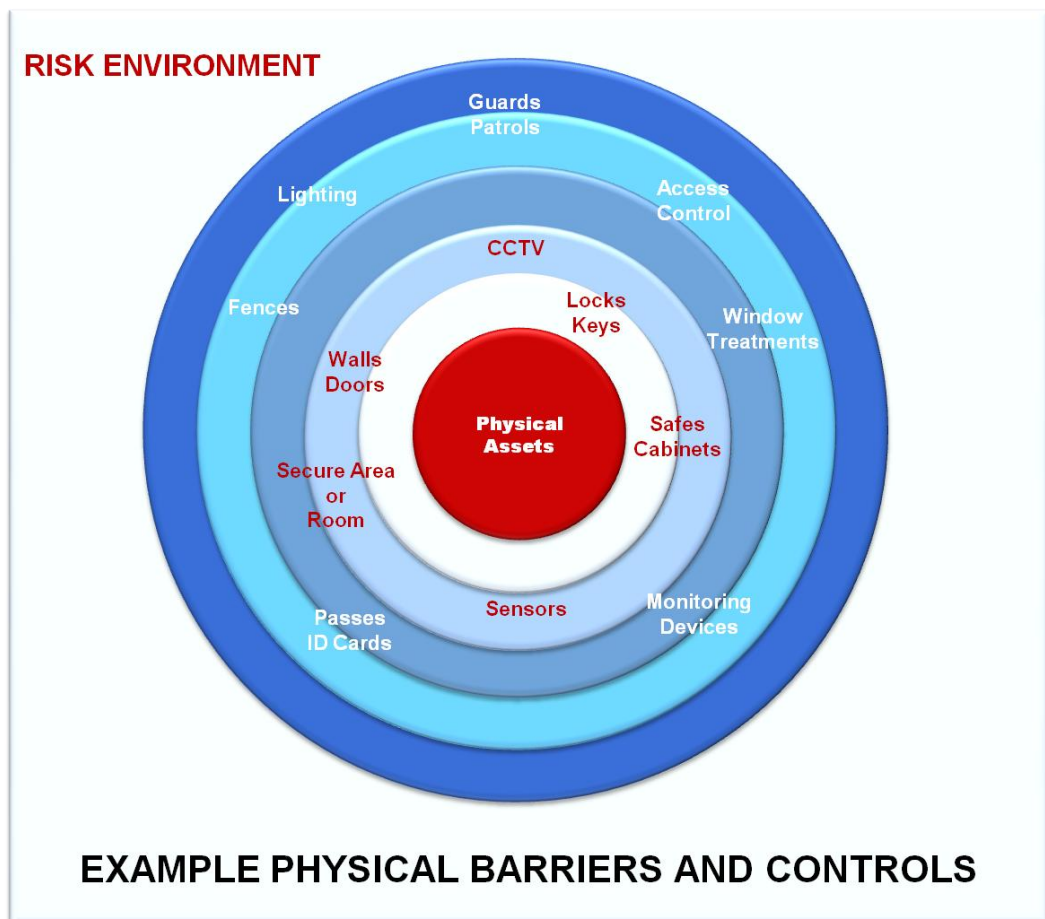 RISK ENVIRONMENT
Guards
Patrols
Lighting
Access
Control
CCTV
Fences
Locks
Keys
Window
Treatments
Walls
Doors
Physical
Assets
Safes
Cabinets
Secure Area
or
Room
Sensors
Monitoring
Devices
Passes
ID Cards
EXAMPLE PHYSICAL BARRIERS AND CONTROLS